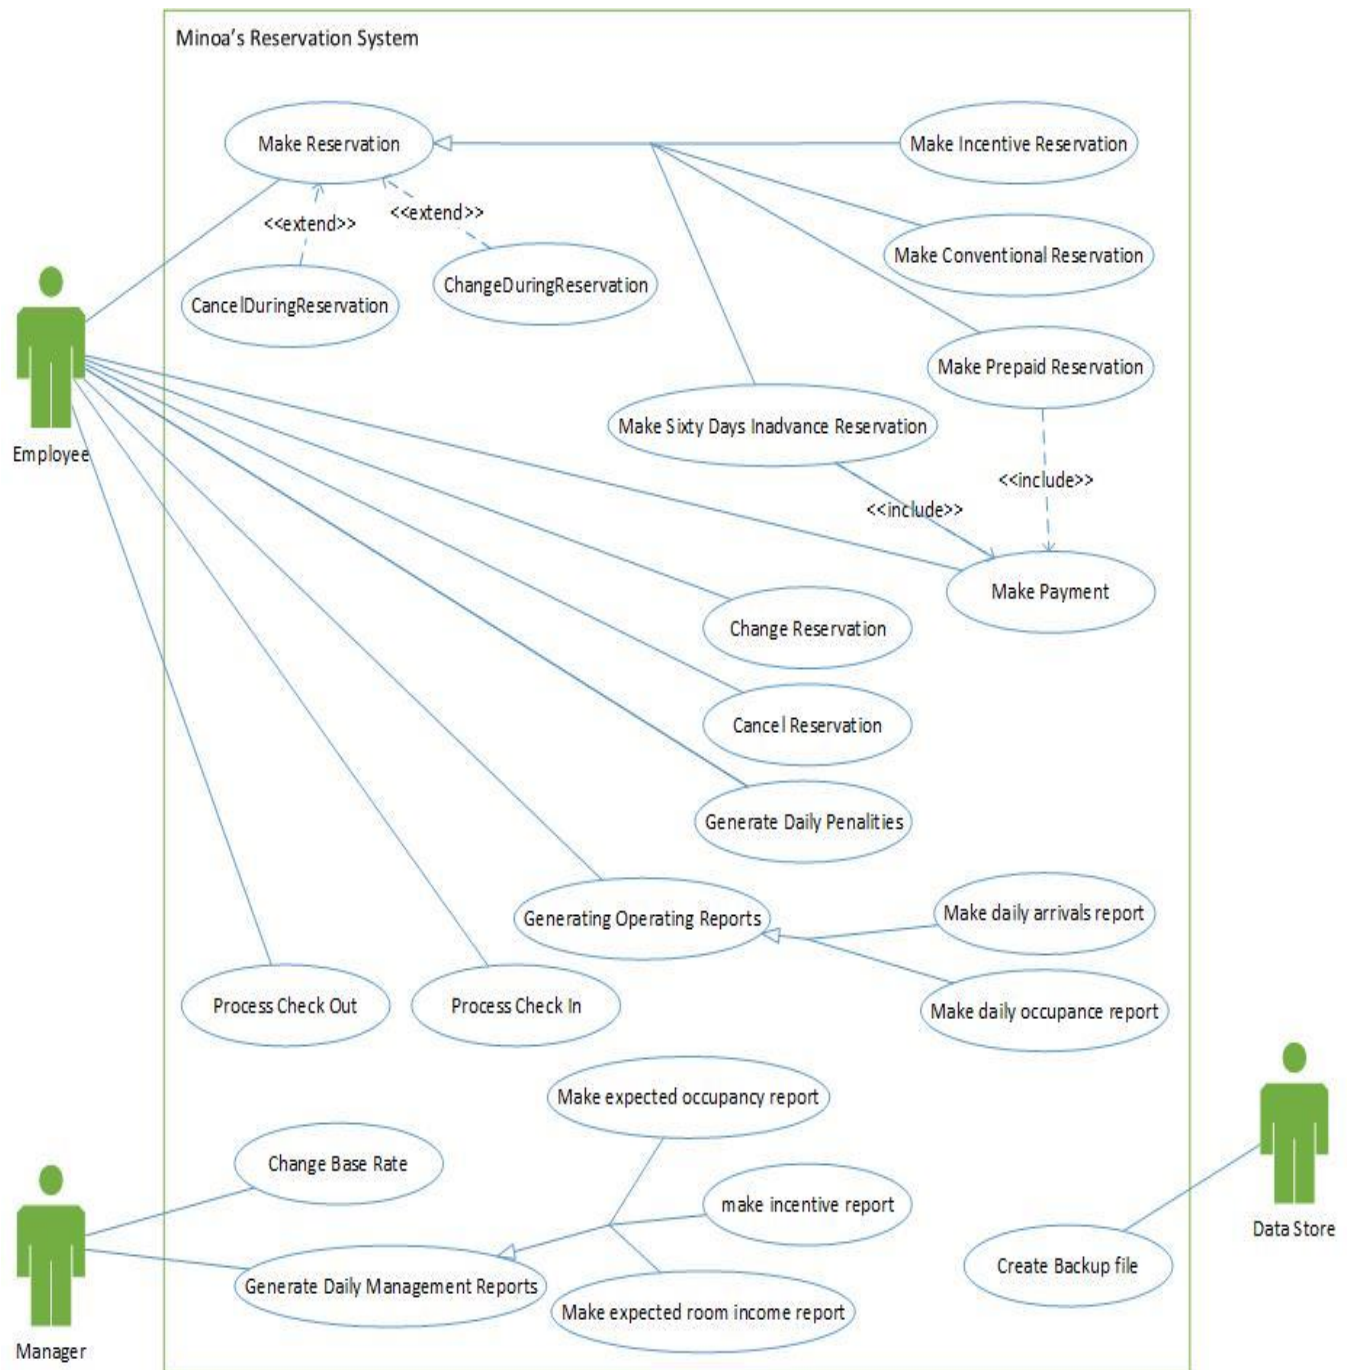 Minoa's Reservation System
Make Reservation
Make Incentive Reservation
<<extend>>
<<extend>>
Make Conventional Reservation
CancelDuringReservation
ChangeDuringReservation
Make Prepaid Reservation
Make Sixty Days Inadvance Reservation
Employee
<<include>>
<<include>>
Make Payment
Change Reservation
Cancel Reservation
Generate Daily Penalities
Generating Operating Reports
Make daily arrivals report
Process Check Out
Process Check In
Make daily occupance report
Make expected occupancy report
Change Base Rate
make incentive report
Data Store
Create Backup file
Generate Daily Management Reports
Make expected room income report
Manager